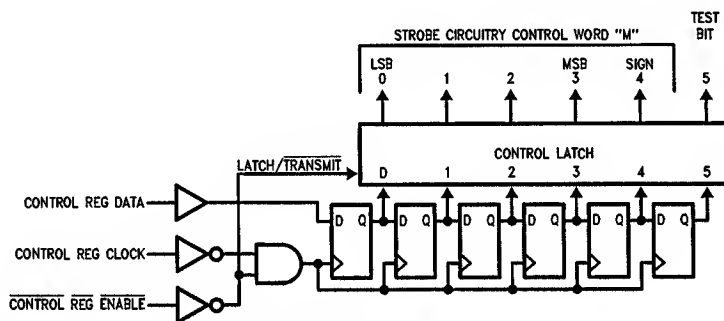 STROBE CIRCUITRY CONTROL WORD "M"
TEST
BIT
LSB MSB SIGN
0 1 2 3 4 5
CONTROL LATCH
LATCH/TRANSMIT
D 1 2 3 4 5
CONTROL REG DATA
D Q D Q D Q D Q D Q D Q
CONTROL REG CLOCK
CONTROL REG ENABLE